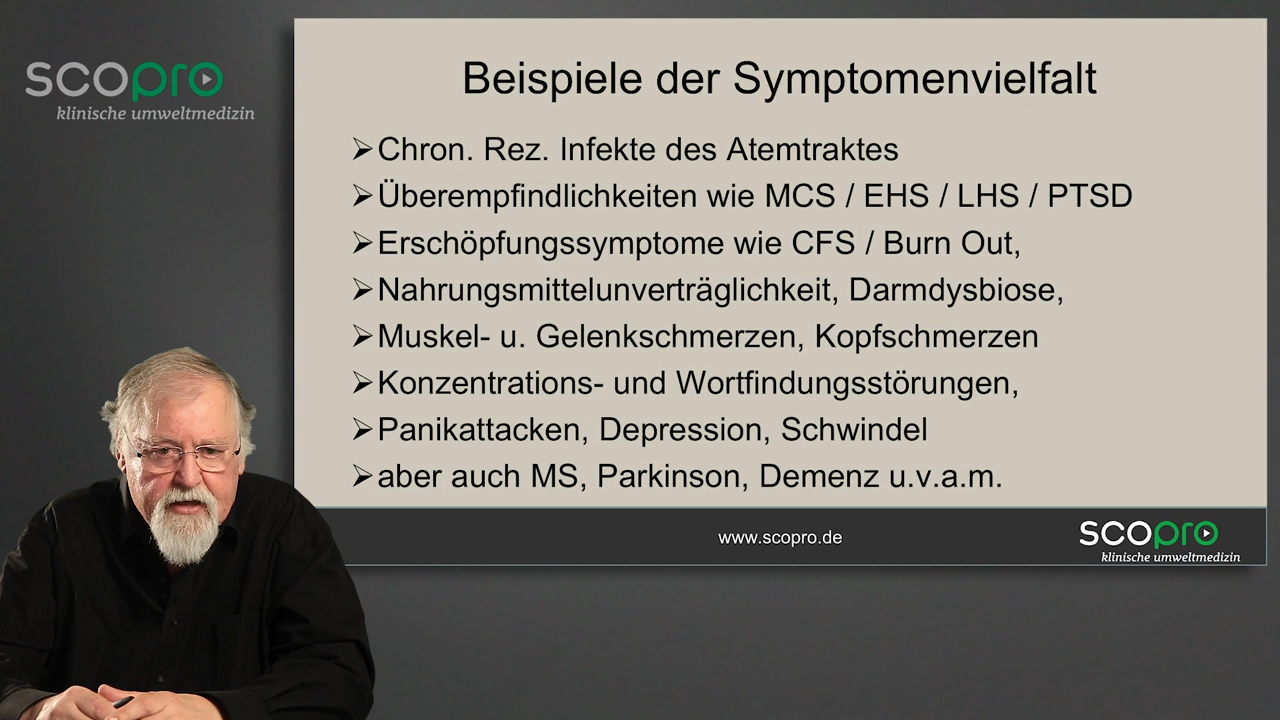 scopro
klinische umweltmedizin
Beispiele der Symptomenvielfalt
Chron. Rez. Infekte des Atemtraktes
Überempfindlichkeiten wie MCS / EHS / LHS / PTSD
Erschöpfungssymptome wie CFS / Burn Out,
Nahrungsmittelunverträglichkeit, Darmdysbiose,
Muskel- u. Gelenkschmerzen, Kopfschmerzen
Konzentrations- und Wortfindungsstörungen,
Panikattacken, Depression, Schwindel
aber auch MS, Parkinson, Demenz u.v.a.m.
www.scopro.de
scopro
klinische umweltmedizin